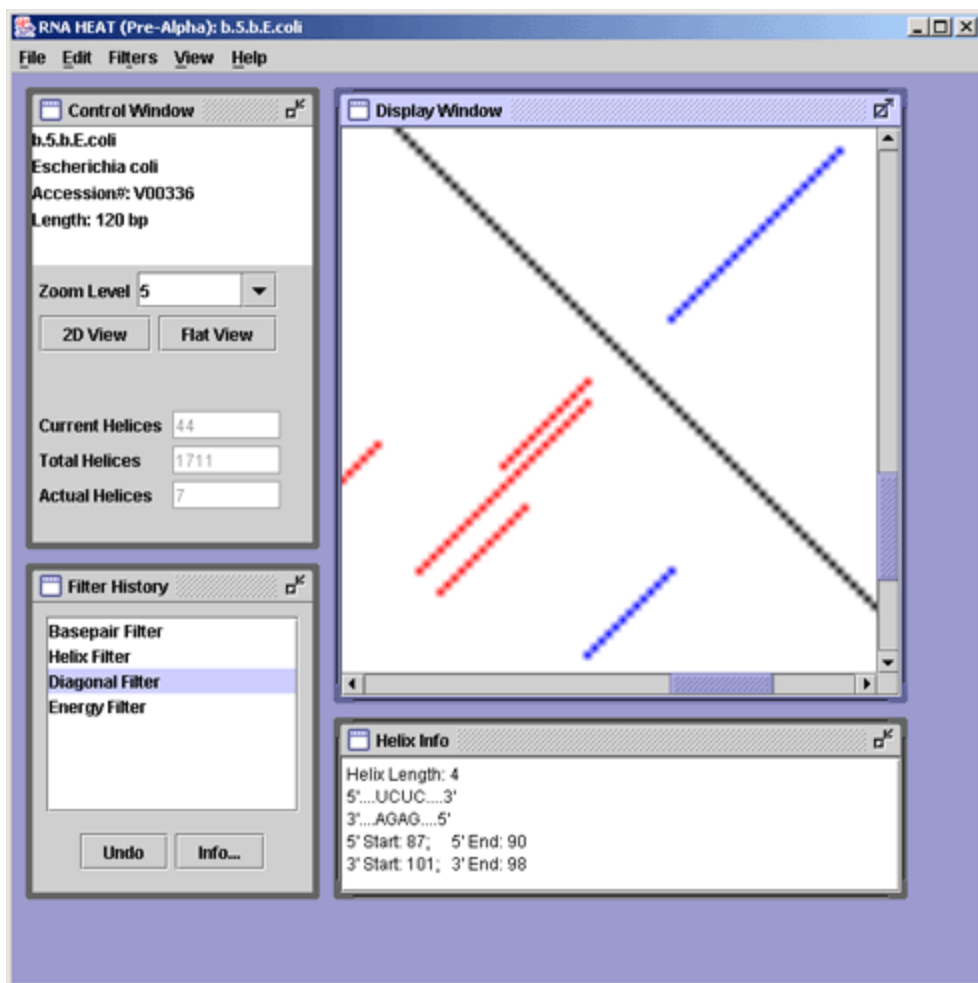 RNA HEAT (Pre-Alpha): b.5.b.E.coli
File Edit Filters View Help
Control Window
b.5.b.E.coli
Escherichia coli
Accession#: V00336
Length: 120 bp
Zoom Level 5
2D View Flat View
Current Helices 44
Total Helices 1711
Actual Helices 7
Filter History
Basepair Filter
Helix Filter
Diagonal Filter
Energy Filter
Undo Info...
Display Window
Helix Info
Helix Length: 4
5'....UCUC....3'
3'....AGAG....5'
5' Start: 87; 5' End: 90
3' Start: 101; 3' End: 98